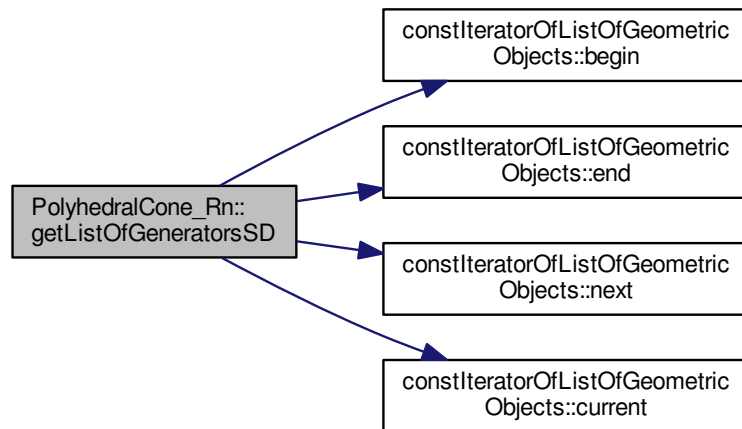 PolyhedralCone_Rn::
getListOfGeneratorsSD
constIteratorOfListOfGeometric
Objects::begin
constIteratorOfListOfGeometric
Objects::end
constIteratorOfListOfGeometric
Objects::next
constIteratorOfListOfGeometric
Objects::current